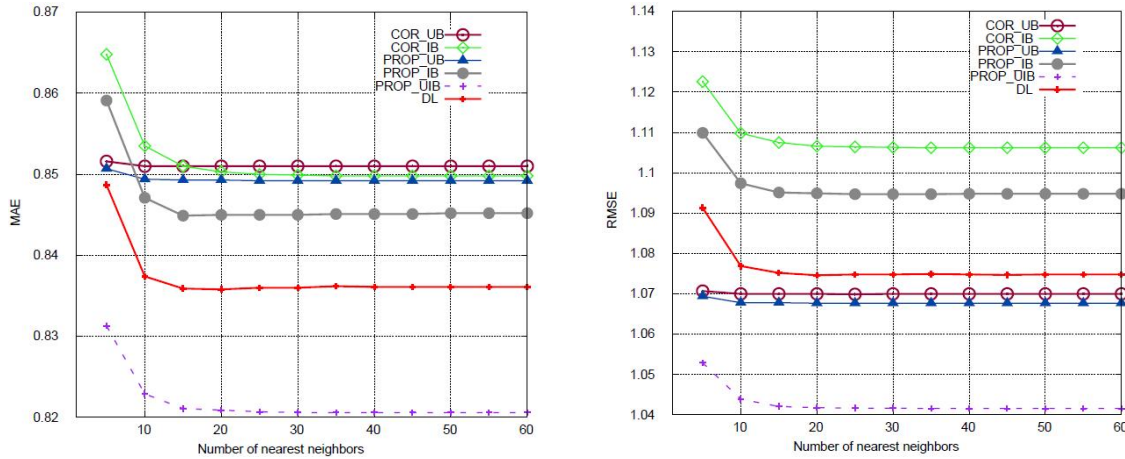 0.87
0.86
0.85
0.84
0.83
0.82
MAE
COR_UB
COR_IB
PROP_UB
PROP_IB
PROP_UIB
DL
10 20 30 40 50 60
Number of nearest neighbors
1.14
1.13
1.12
1.11
1.1
1.09
1.08
1.07
1.06
1.05
1.04
RMSE
COR_UB
COR_IB
PROP_UB
PROP_IB
PROP_UIB
DL
10 20 30 40 50 60
Number of nearest neighbors